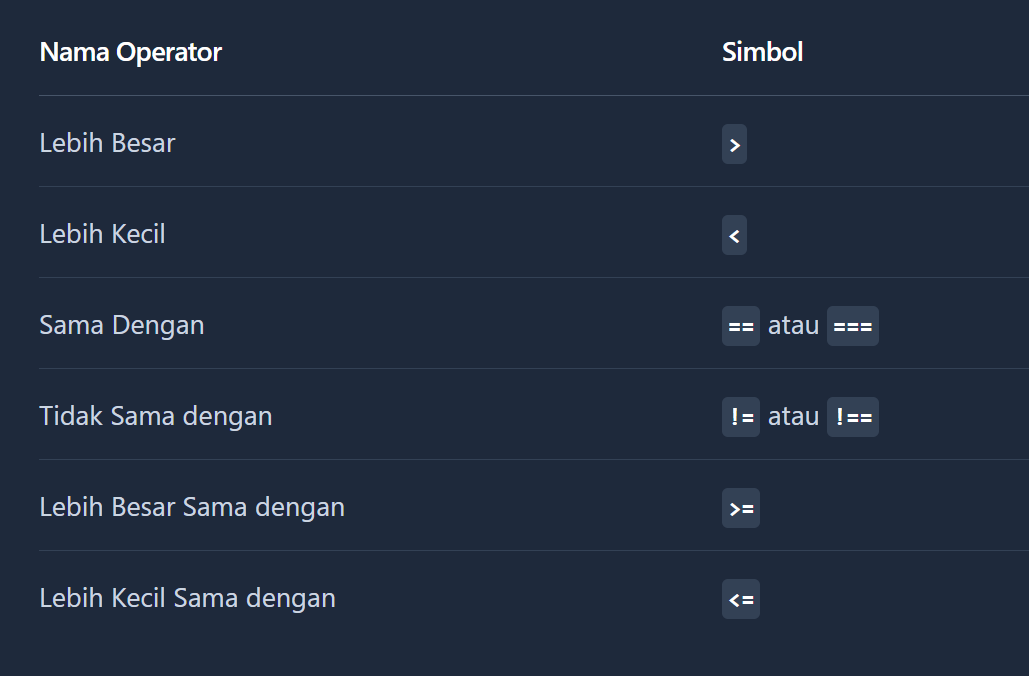 Nama Operator Simbol
Lebih Besar >
Lebih Kecil <
Sama Dengan == atau ===
Tidak Sama dengan != atau !==
Lebih Besar Sama dengan >=
Lebih Kecil Sama dengan <=